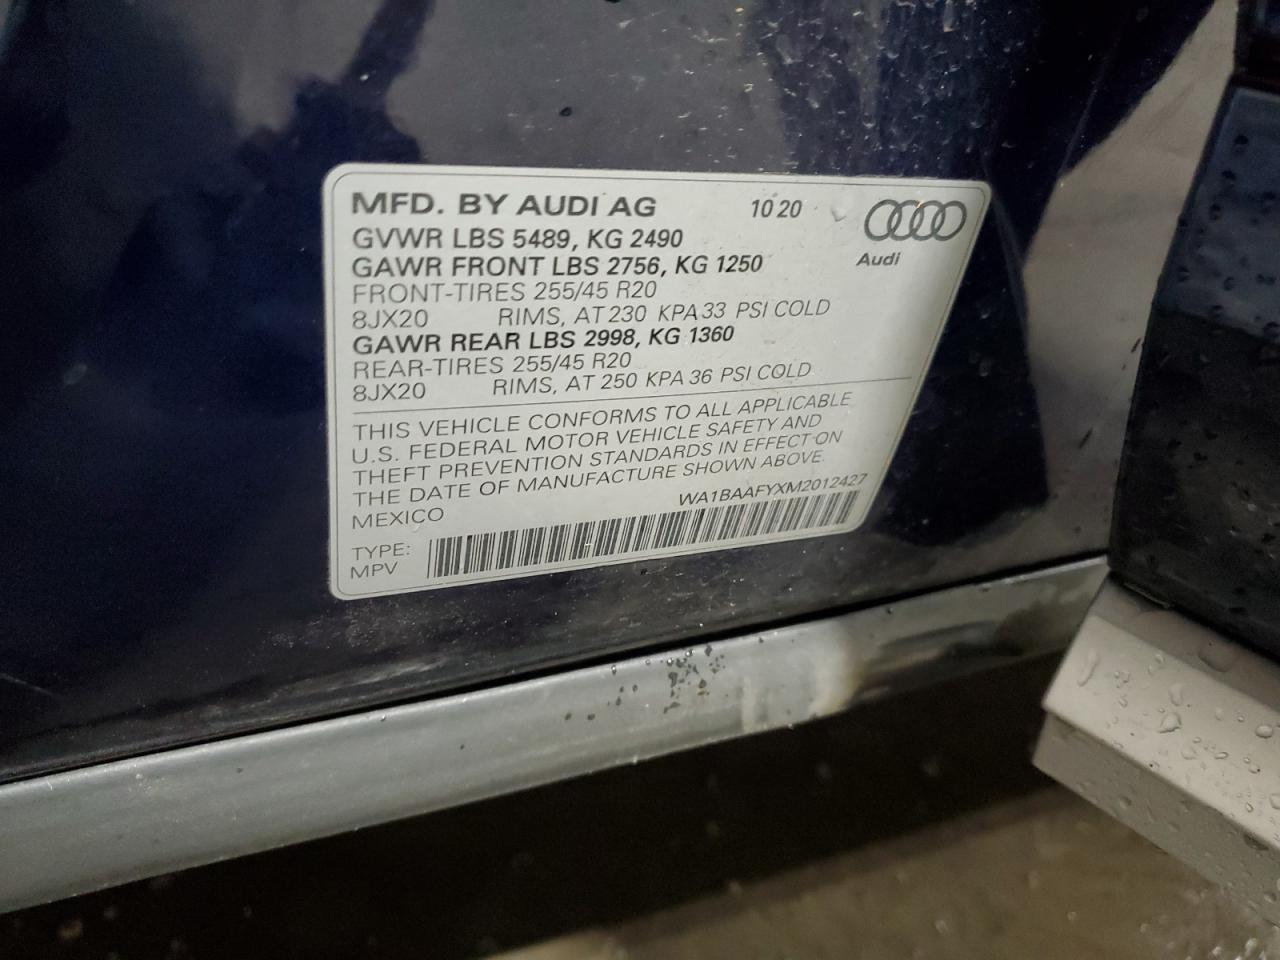 MFD. BY AUDI AG 10 20
GVWR LBS 5489, KG 2490
GAWR FRONT LBS 2756, KG 1250
Audi
FRONT-TIRES 255/45 R20
8JX20 RIMS, AT 230 KPA 33 PSI COLD
GAWR REAR LBS 2998, KG 1360
REAR-TIRES 255/45 R20
8JX20 RIMS, AT 250 KPA 36 PSI COLD
THIS VEHICLE CONFORMS TO ALL APPLICABLE
U.S. FEDERAL MOTOR VEHICLE SAFETY AND
THEFT PREVENTION STANDARDS IN EFFECT ON
THE DATE OF MANUFACTURE SHOWN ABOVE.
WA1BAAFYXM2012427
MEXICO
TYPE:
MPV